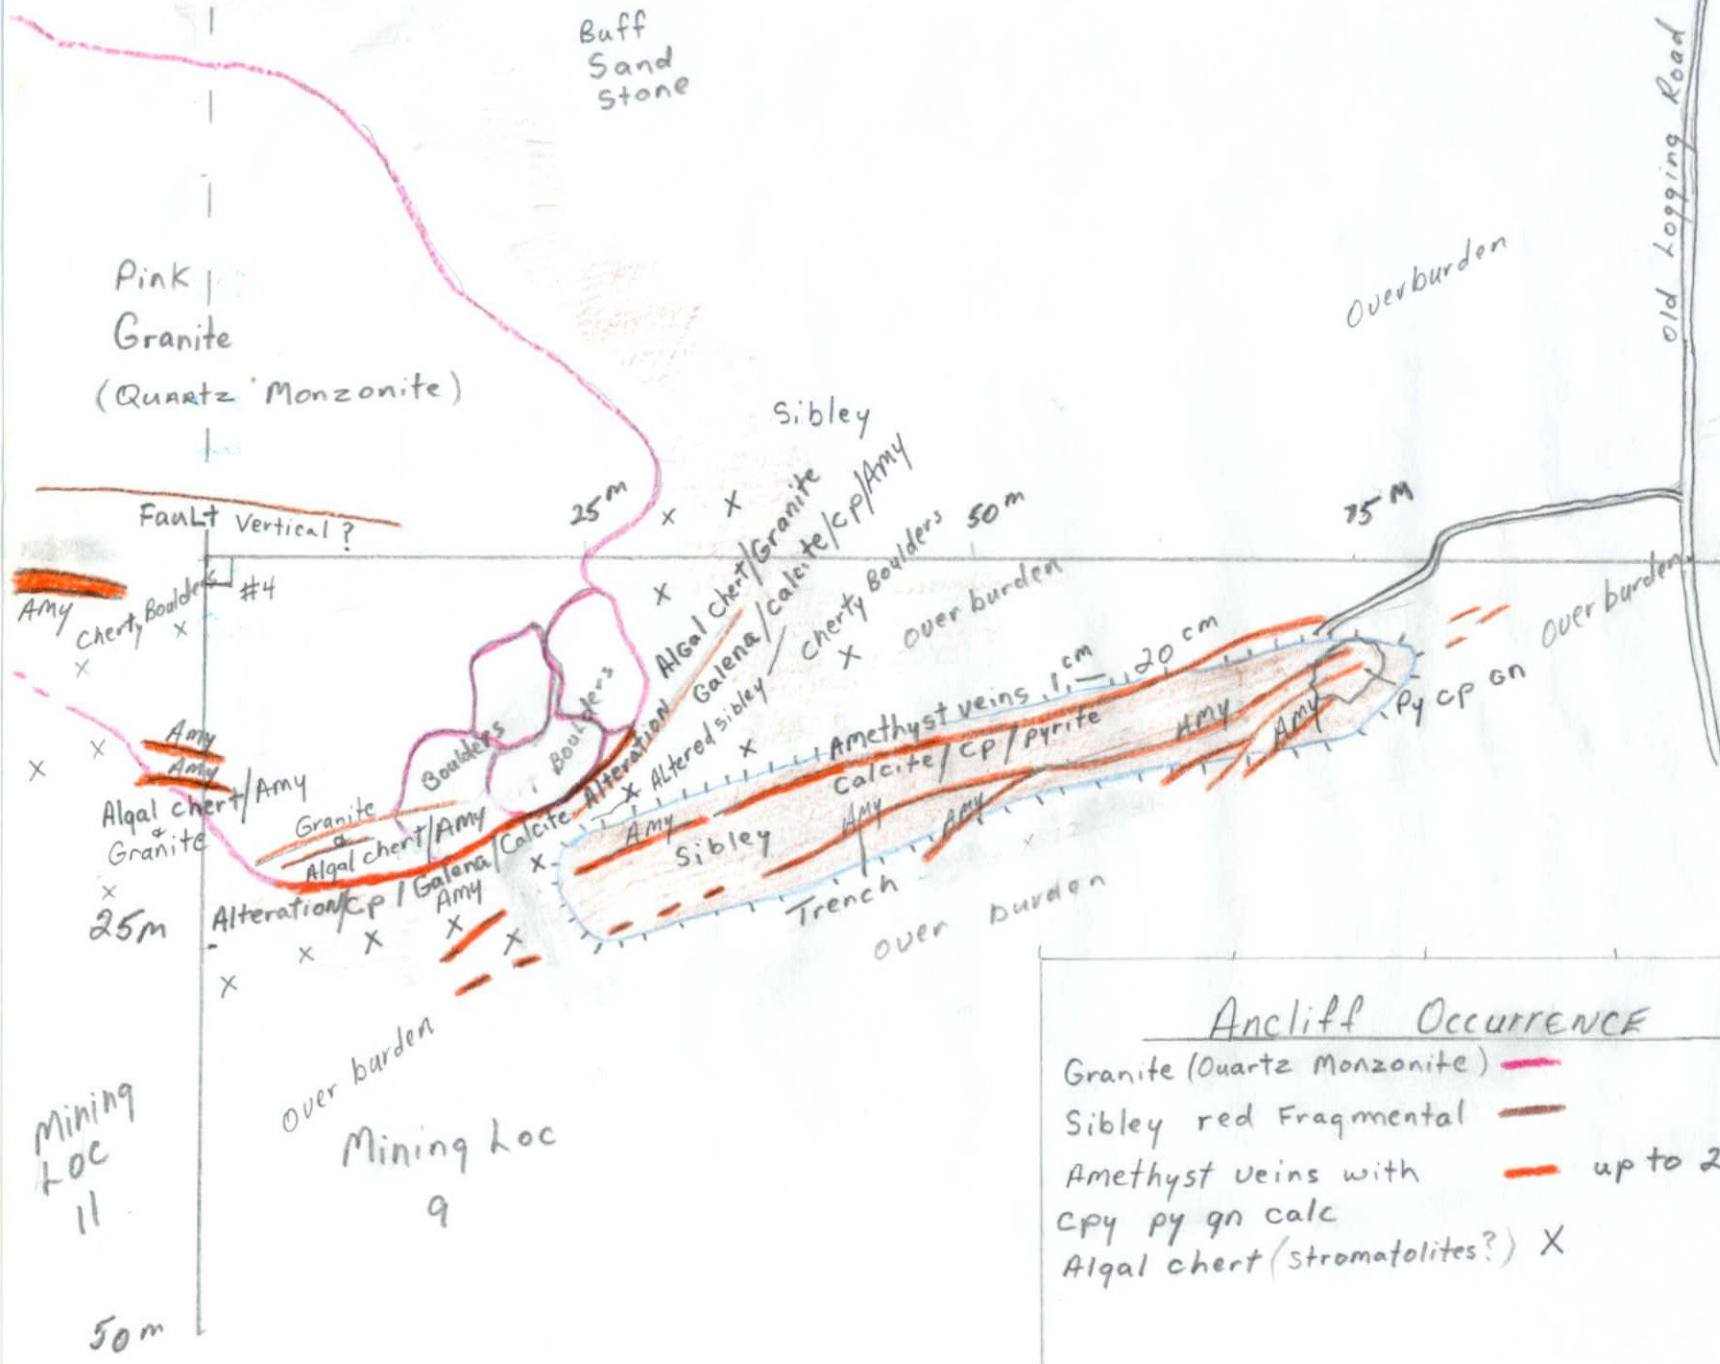 Buff
Sand
Stone
Old Logging Road
Pink
Granite
(Quartz Monzonite)
Overburden
Sibley
Fault Vertical ?
25m
50m
75m
#4
Amy
Cherty Boulde
Algal Chert/Granite
Galena/calcite/cp/Amy
Altered sibley / Cherty Boulders
Over burden
Over burden
Amy
Amy
Algal chert/Amy
&
Granite
Boulders
Boulders
Alteration
Granite
&
Algal chert/Amy
Alteration/cp/Galena/Calcite
Amy
Amethyst veins 1 cm - 20 cm
Calcite/cp/pyrite
Amy
Sibley
Amy
Amy
Amy
Amy
Py cp Gn
Trench
Over burden
25m
Over burden
Mining
Loc
11
Mining Loc
9
50m
Ancliff Occurrence
Granite (Quartz Monzonite)
Sibley red Fragmental
Amethyst veins with up to 2
Cpy py gn calc
Algal chert (stromatolites?) X